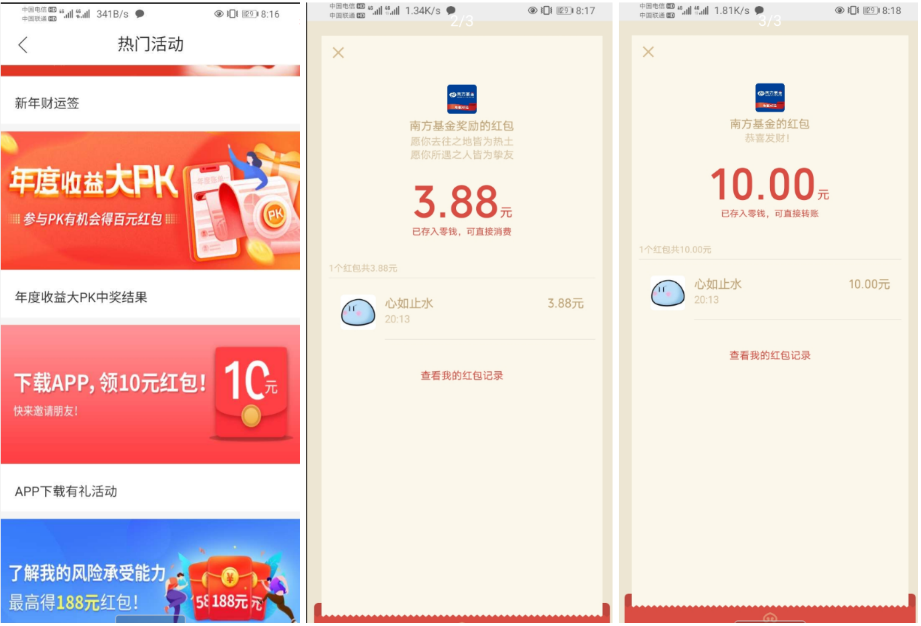 中国电信 HD
中国联通 HD
341B/s
8:16
热门活动
新年财运签
年度收益大PK
参与PK有机会得百元红包
PK
年度收益大PK中奖结果
下载APP,领10元红包!
快来邀请朋友!
10元
APP下载有礼活动
了解我的风险承受能力
最高得188元红包!
58
188元
元
中国电信 HD
中国联通 HD
1.34K/s
8:17
2/3
南方基金
南方基金奖励的红包
愿你去往之地皆为热土
愿你所遇之人皆为挚友
3.88元
已存入零钱,可直接消费
1个红包共3.88元
心如止水
3.88元
20:13
查看我的红包记录
中国电信 HD
中国联通 HD
1.81K/s
8:18
3/3
南方基金
南方基金的红包
恭喜发财!
10.00元
已存入零钱,可直接转账
1个红包共10.00元
心如止水
10.00元
20:13
查看我的红包记录